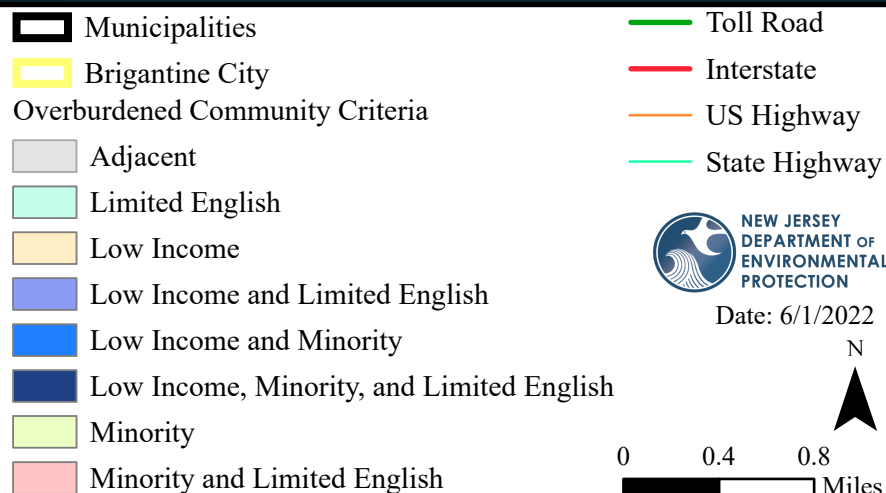 Municipalities
Brigantine City
Overburdened Community Criteria
Adjacent
Limited English
Low Income
Low Income and Limited English
Low Income and Minority
Low Income, Minority, and Limited English
Minority
Minority and Limited English
Toll Road
Interstate
US Highway
State Highway
NEW JERSEY
DEPARTMENT OF
ENVIRONMENTAL
PROTECTION
Date: 6/1/2022
N
0 0.4 0.8
Miles